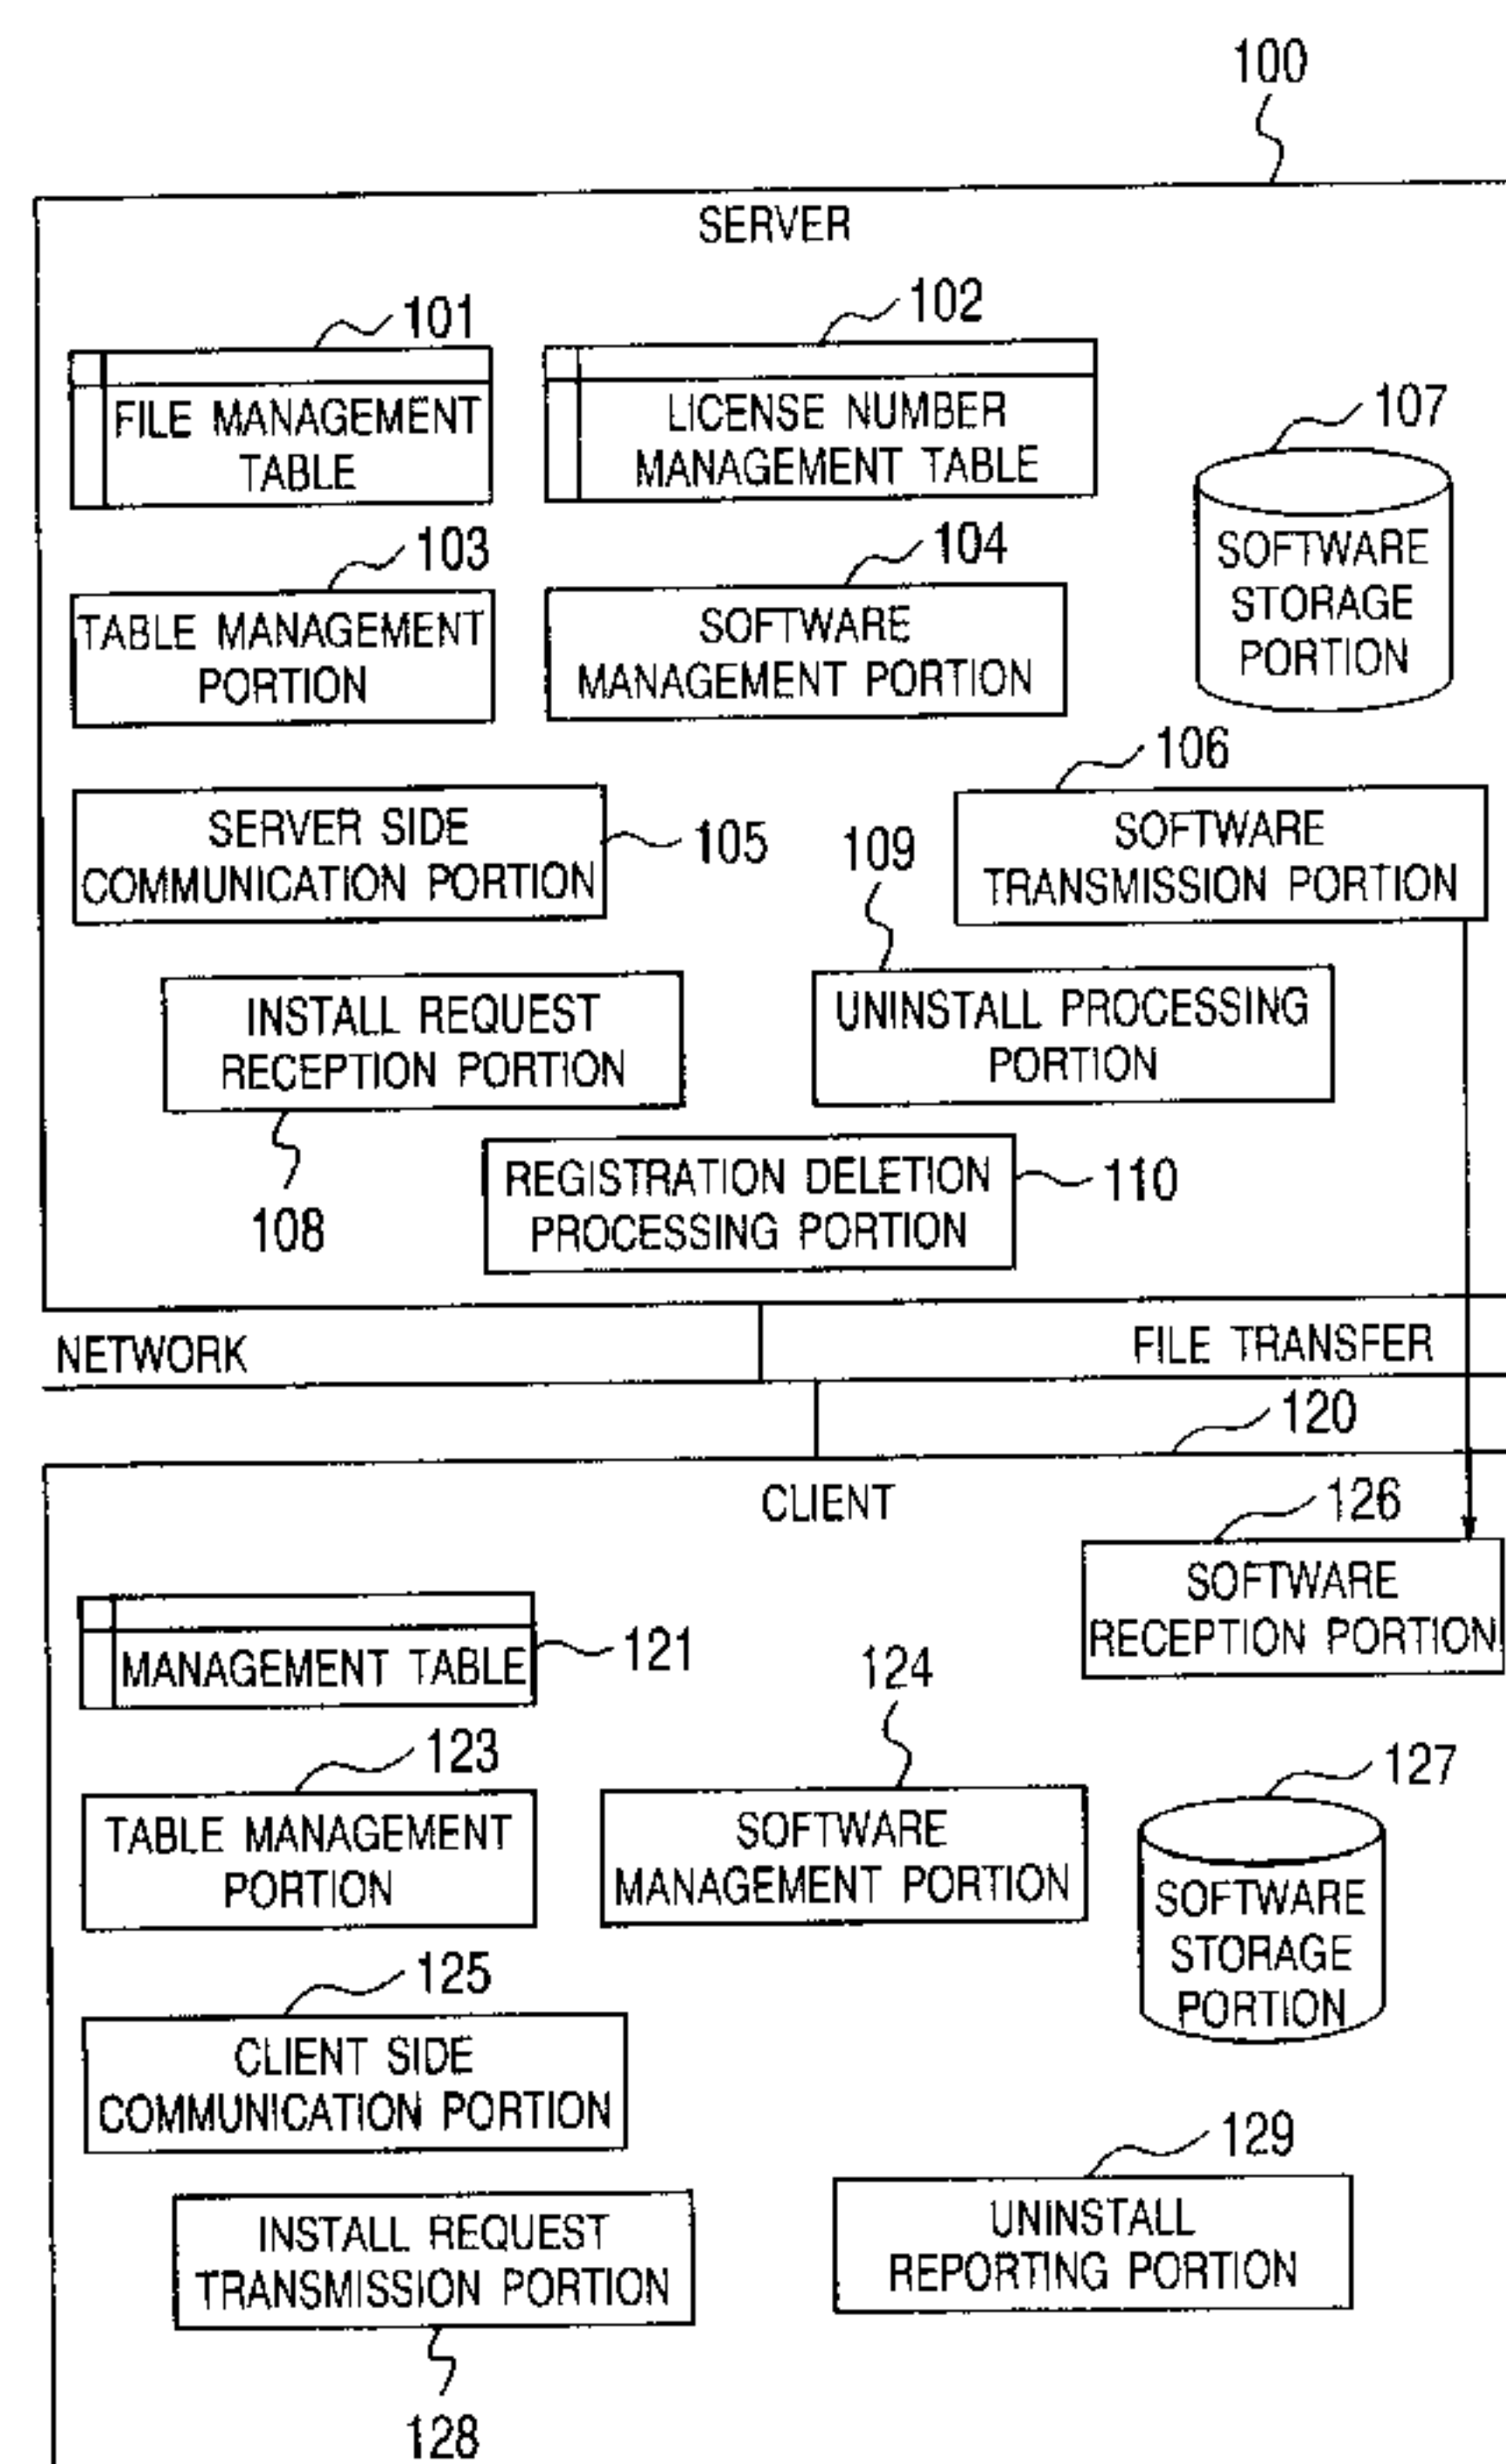 100
SERVER
101
102
FILE MANAGEMENT
TABLE
LICENSE NUMBER
MANAGEMENT TABLE
107
SOFTWARE
STORAGE
PORTION
103
104
TABLE MANAGEMENT
PORTION
SOFTWARE
MANAGEMENT PORTION
106
SERVER SIDE
COMMUNICATION PORTION
105
109
SOFTWARE
TRANSMISSION PORTION
INSTALL REQUEST
RECEPTION PORTION
UNINSTALL PROCESSING
PORTION
108
REGISTRATION DELETION
PROCESSING PORTION
110
NETWORK
FILE TRANSFER
120
CLIENT
126
SOFTWARE
RECEPTION PORTION
MANAGEMENT TABLE
121
124
123
127
TABLE MANAGEMENT
PORTION
SOFTWARE
MANAGEMENT PORTION
SOFTWARE
STORAGE
PORTION
125
CLIENT SIDE
COMMUNICATION PORTION
129
INSTALL REQUEST
TRANSMISSION PORTION
UNINSTALL
REPORTING PORTION
128